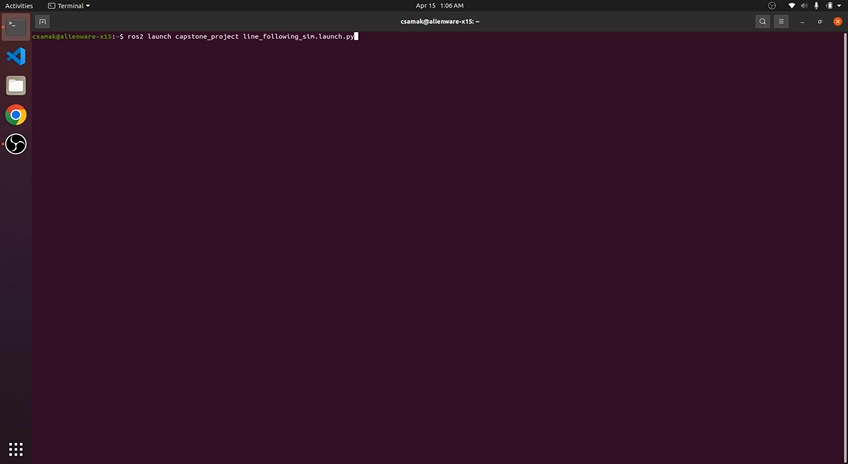 Activities
Terminal
Apr 15 1:06 AM
csamak@alienware-x15: ~
csamak@alienware-x15:~$ ros2 launch capstone_project line_following_sim.launch.py